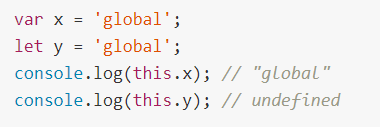 var x = 'global';
let y = 'global';
console.log(this.x); // "global"
console.log(this.y); // undefined